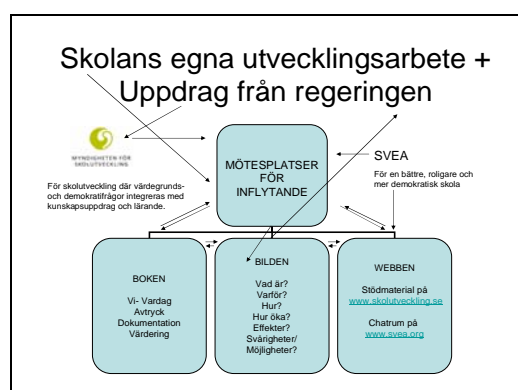 Skolans egna utvecklingsarbete +
Uppdrag från regeringen
MYNDIGHETEN FÖR
SKOLUTVECKLING
För skolutveckling där värdegrunds-
och demokratifrågor integreras med
kunskapsuppdrag och lärande.
MÖTESPLATSER
FÖR
INFLYTANDE
SVEA
För en bättre, roligare och
mer demokratisk skola
BOKEN
Vi- Vardag
Avtryck
Dokumentation
Värdering
BILDEN
Vad är?
Varför?
Hur?
Hur öka?
Effekter?
Svårigheter/
Möjligheter?
WEBBEN
Stödmaterial på
www.skolutveckling.se
Chatrum på
www.svea.org